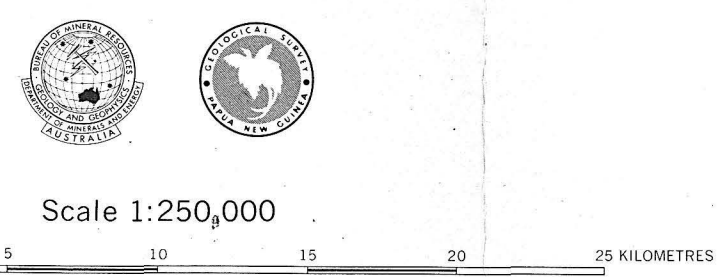 BUREAU OF MINERAL RESOURCES
GEOLOGY AND GEOPHYSICS
DEPARTMENT OF MINERALS AND ENERGY
AUSTRALIA
GEOLOGICAL SURVEY
PAPUA NEW GUINEA
Scale 1:250,000
5 10 15 20 25 KILOMETRES